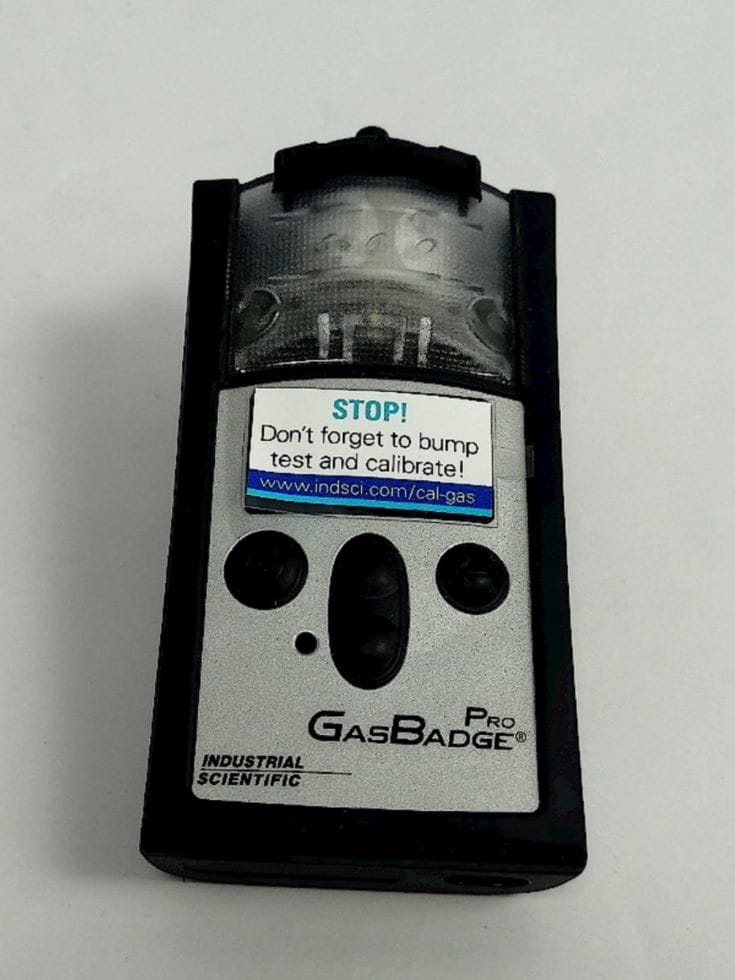 STOP!
Don't forget to bump
test and calibrate!
www.indsci.com/cal-gas
PRO
GASBADGE®
INDUSTRIAL
SCIENTIFIC